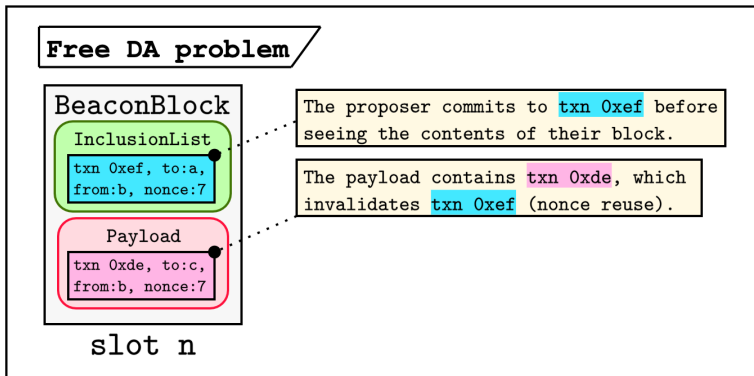 Free DA problem
BeaconBlock
InclusionList
txn 0xef, to:a,
from:b, nonce:7
Payload
txn 0xde, to:c,
from:b, nonce:7
slot n
The proposer commits to txn 0xef before
seeing the contents of their block.
The payload contains txn 0xde, which
invalidates txn 0xef (nonce reuse).